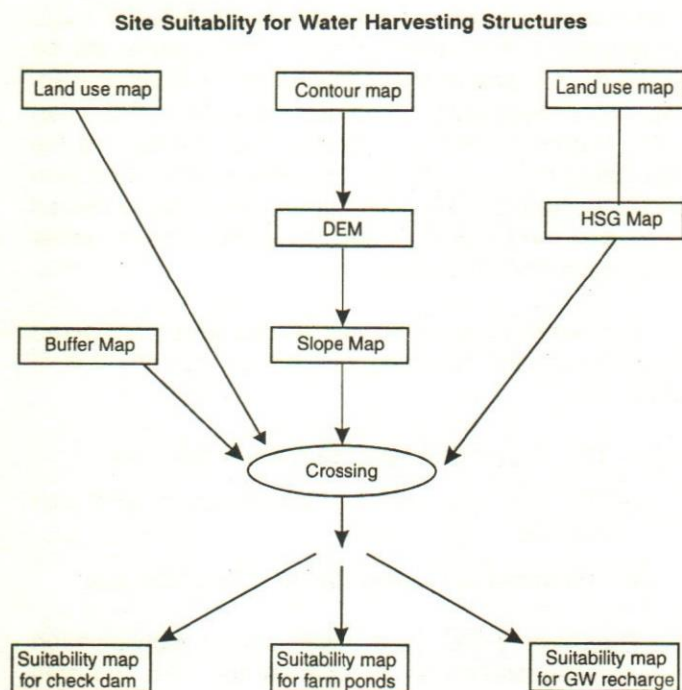 Site Suitablity for Water Harvesting Structures
Land use map
Contour map
Land use map
DEM
HSG Map
Buffer Map
Slope Map
Crossing
Suitability map
for check dam
Suitability map
for farm ponds
Suitability map
for GW recharge